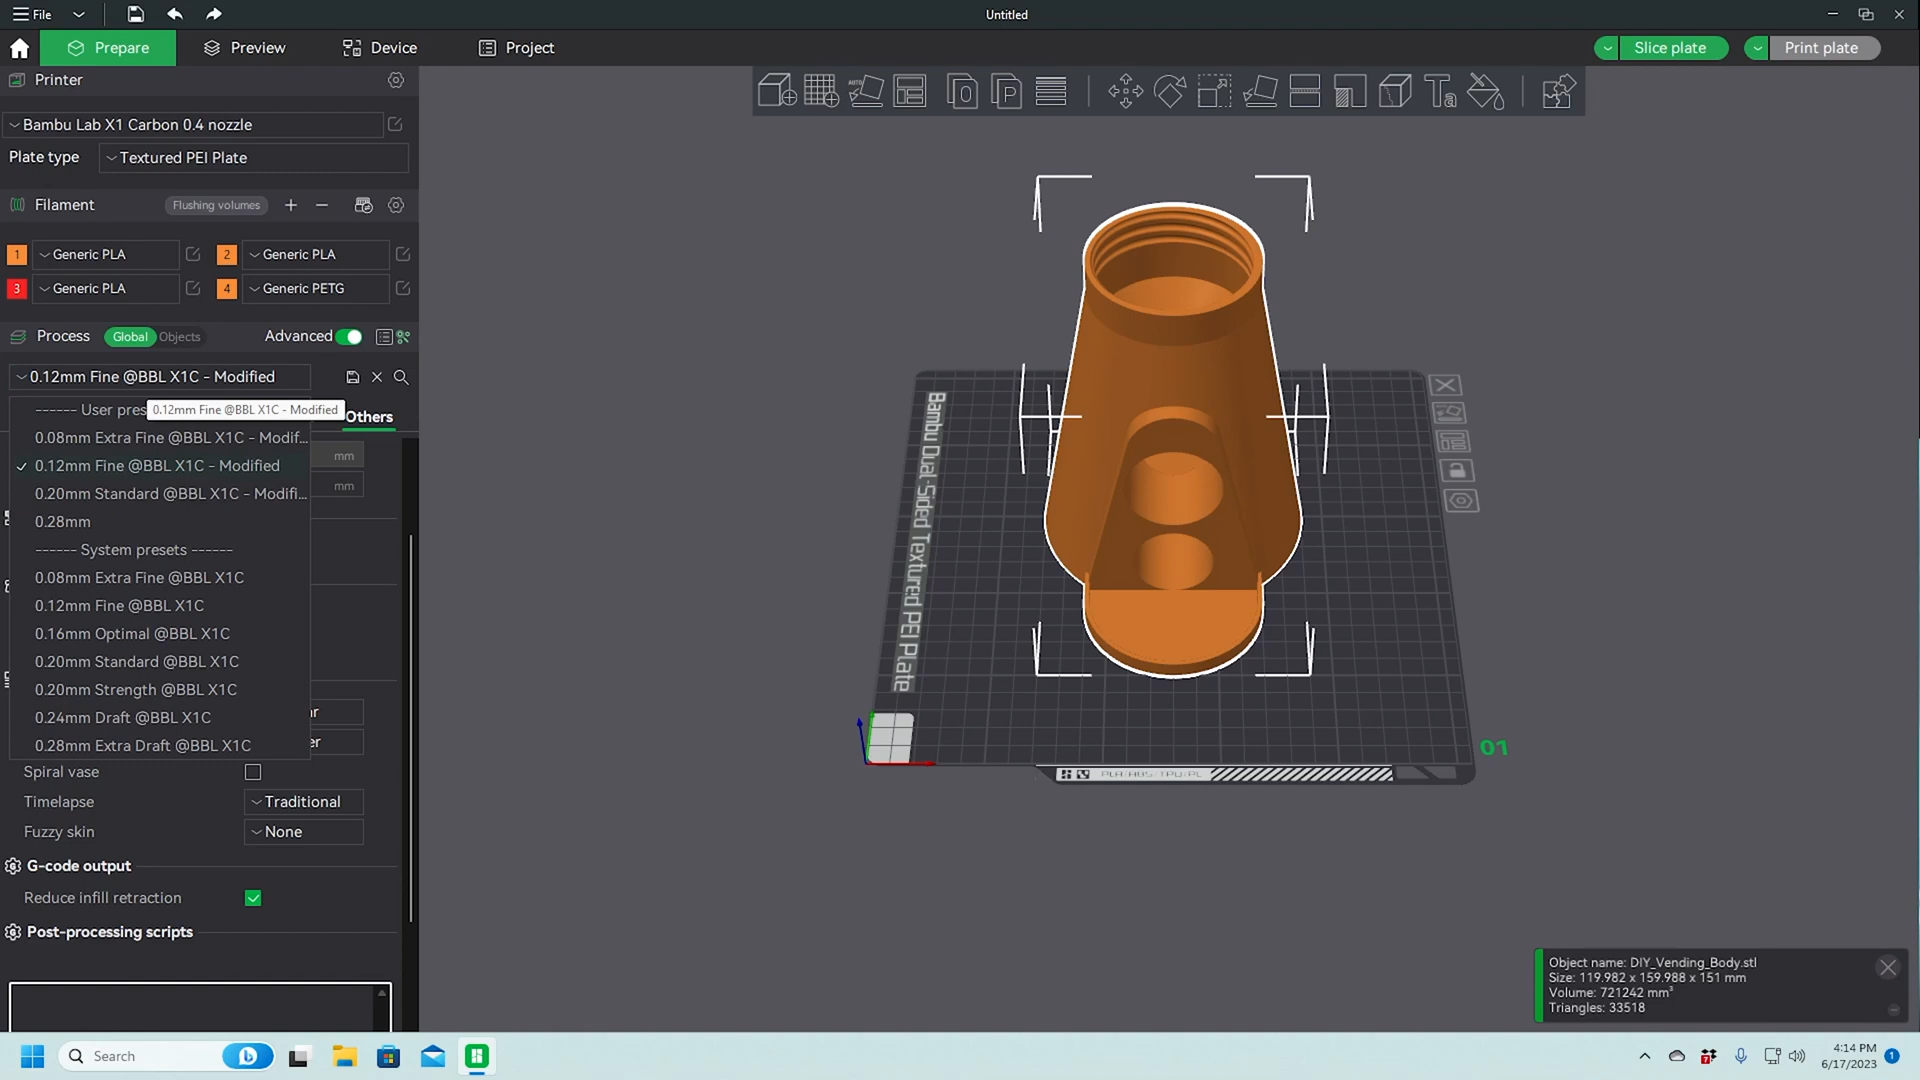 File
Untitled
Prepare
Preview
Device
Project
Slice plate
Print plate
Printer
Bambu Lab X1 Carbon 0.4 nozzle
Plate type
Textured PEI Plate
Filament
Flushing volumes
1
Generic PLA
2
Generic PLA
3
Generic PLA
4
Generic PETG
Process
Global
Objects
Advanced
0.12mm Fine @BBL X1C - Modified
------ User pres
0.12mm Fine @BBL X1C - Modified
Others
0.08mm Extra Fine @BBL X1C - Modif...
0.12mm Fine @BBL X1C - Modified
mm
0.20mm Standard @BBL X1C - Modifi...
mm
0.28mm
------ System presets ------
0.08mm Extra Fine @BBL X1C
0.12mm Fine @BBL X1C
0.16mm Optimal @BBL X1C
0.20mm Standard @BBL X1C
0.20mm Strength @BBL X1C
0.24mm Draft @BBL X1C
0.28mm Extra Draft @BBL X1C
Spiral vase
Timelapse
Traditional
Fuzzy skin
None
G-code output
Reduce infill retraction
Post-processing scripts
AUTO
Bambu Dual-Sided Textured PEI Plate
01
Object name: DIY_Vending_Body.stl
Size: 119.982 x 159.988 x 151 mm
Volume: 721242 mm³
Triangles: 33518
Search
4:14 PM
6/17/2023
1